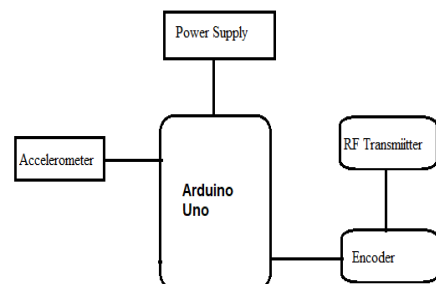 Power Supply
Accelerometer
Arduino
Uno
RF Transmiitter
Encoder